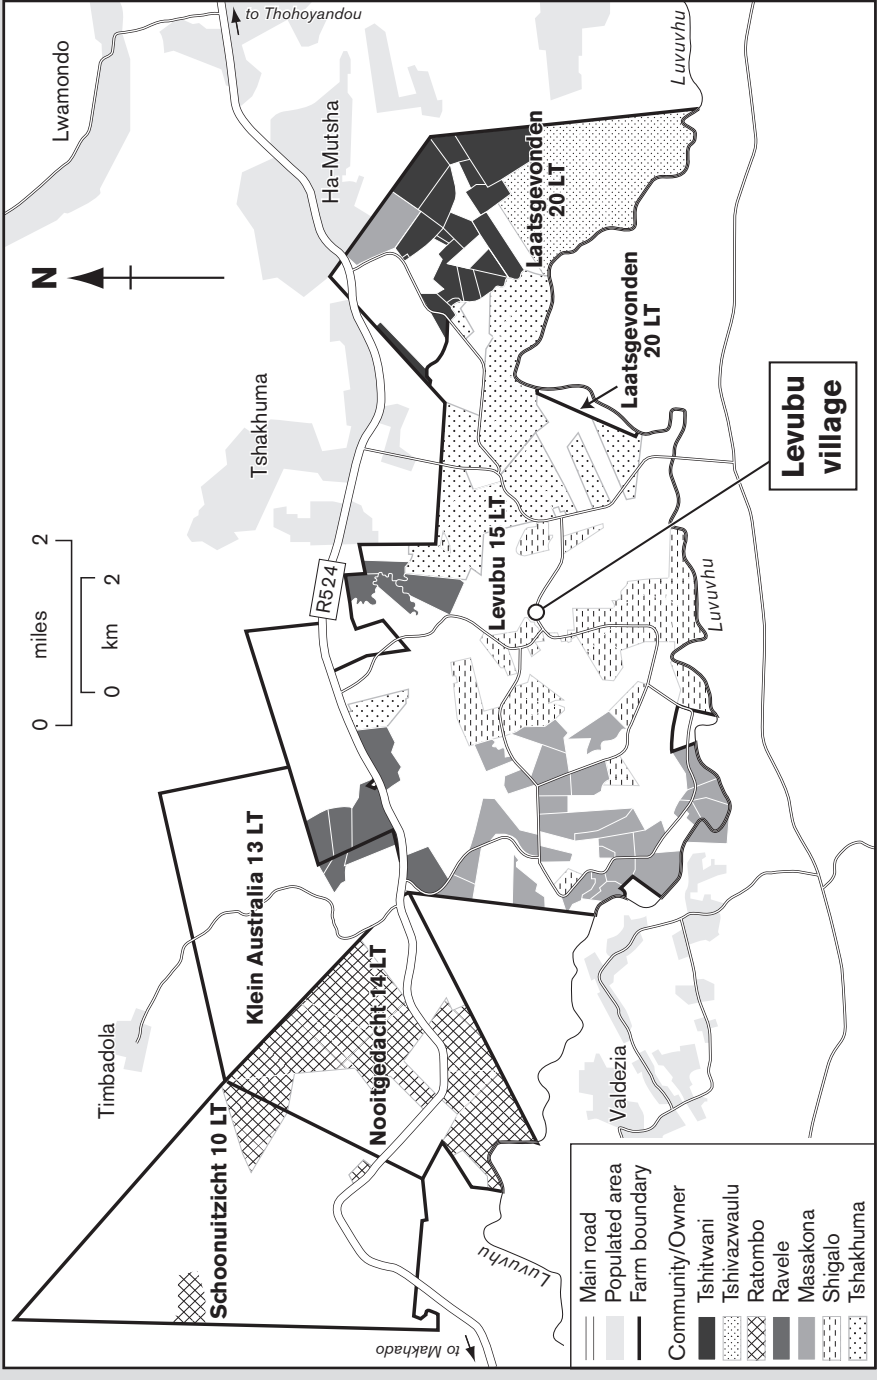 to Thohoyandou
Lwamondo
Luvuvhu
Ha-Mutsha
Laatsgevonden
20 LT
N
Laatsgevonden
20 LT
Tshakhuma
Levubu
village
Levubu 15 LT
R524
miles
0 2
km
0 2
Luvuvhu
Klein Australia 13 LT
Nooitgedacht 14 LT
Timbadola
Valdezia
Schoonuitzicht 10 LT
Luvuvhu
to Makhado
Main road
Populated area
Farm boundary
Community/Owner
Tshitwani
Tshivazwaulu
Ratombo
Ravele
Masakona
Shigalo
Tshakhuma